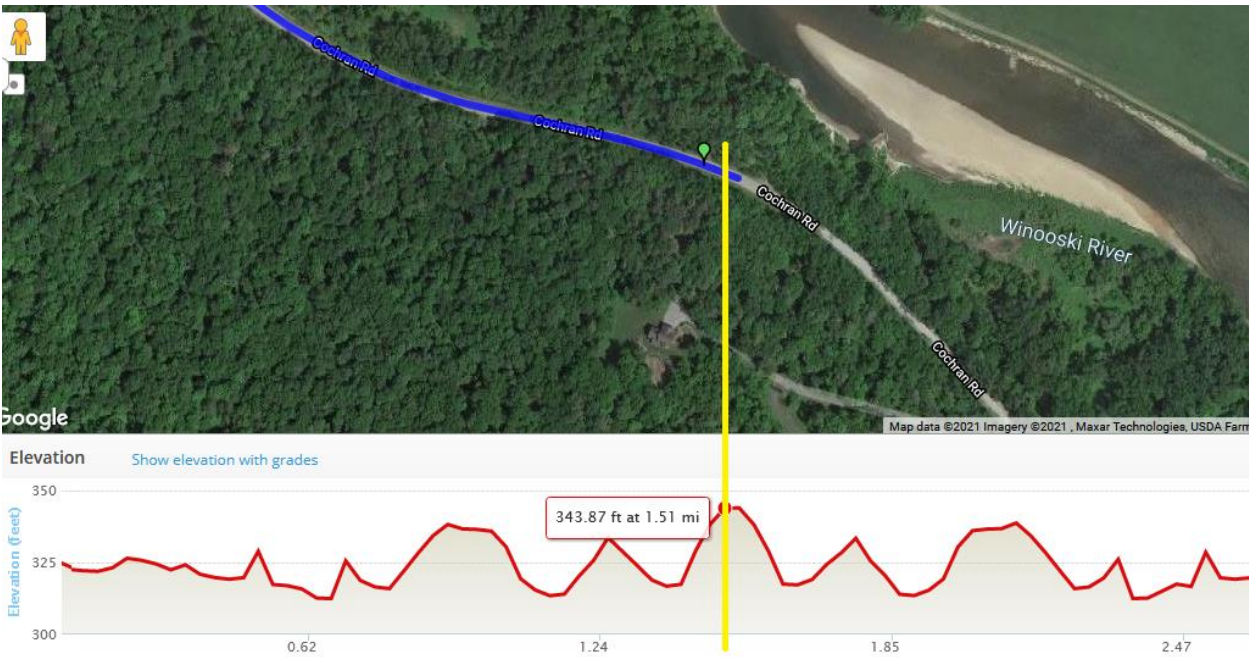 Cochran Rd
Cochran Rd
Cochran Rd
Winooski River
Cochran Rd
Google
Map data ©2021 Imagery ©2021 , Maxar Technologies, USDA Farm
Elevation Show elevation with grades
350
343.87 ft at 1.51 mi
325
Elevation (feet)
300
0.62 1.24 1.85 2.47